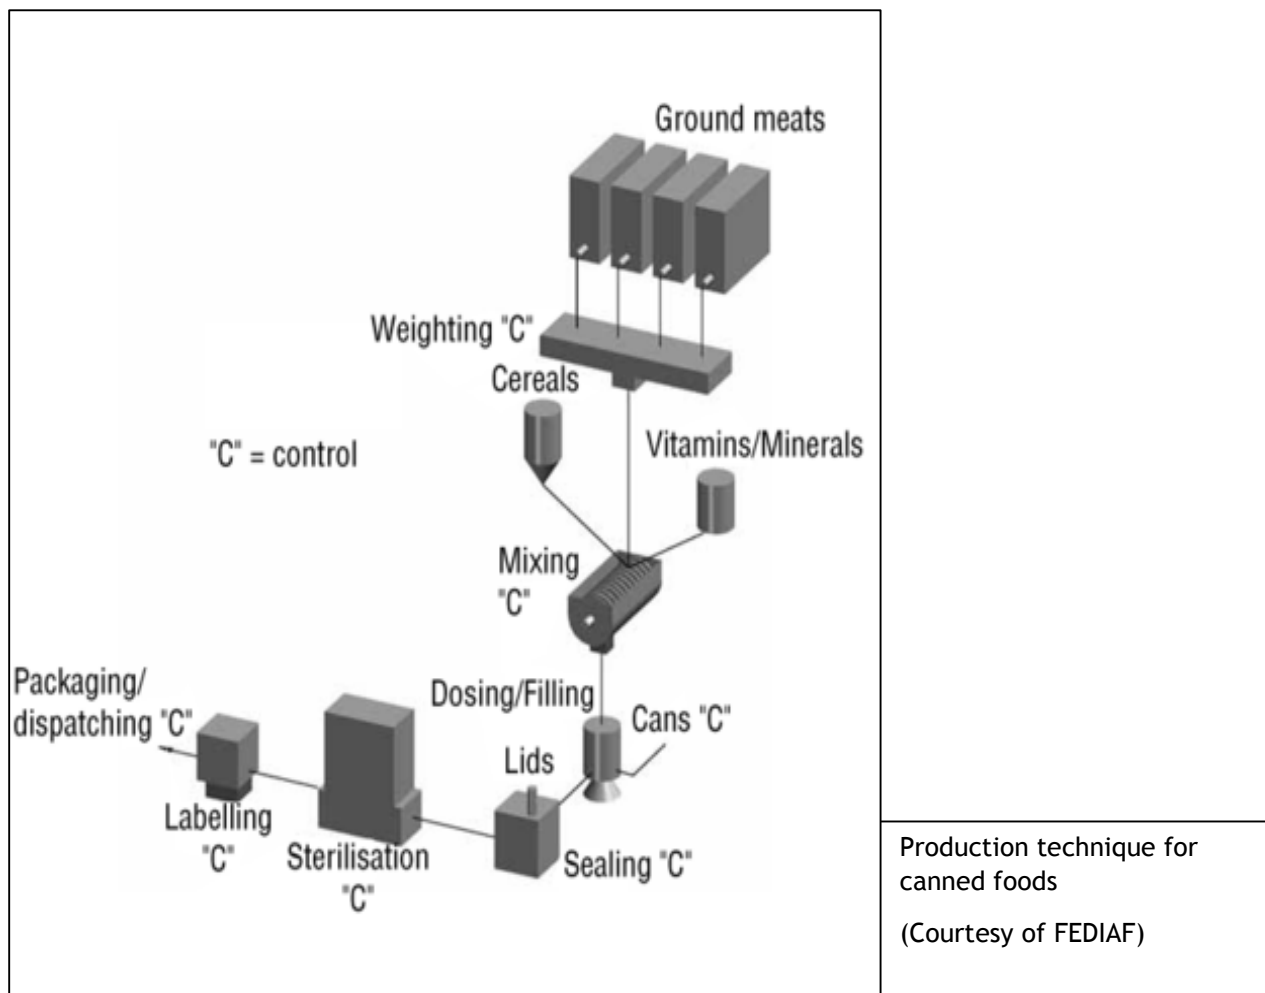 Ground meats
Weighting "C"
Cereals
"C" = control
Vitamins/Minerals
Mixing
"C"
Packaging/
dispatching "C"
Dosing/Filling
Cans "C"
Lids
Labelling
"C"
Sterilisation
"C"
Sealing "C"
Production technique for
canned foods
(Courtesy of FEDIAF)